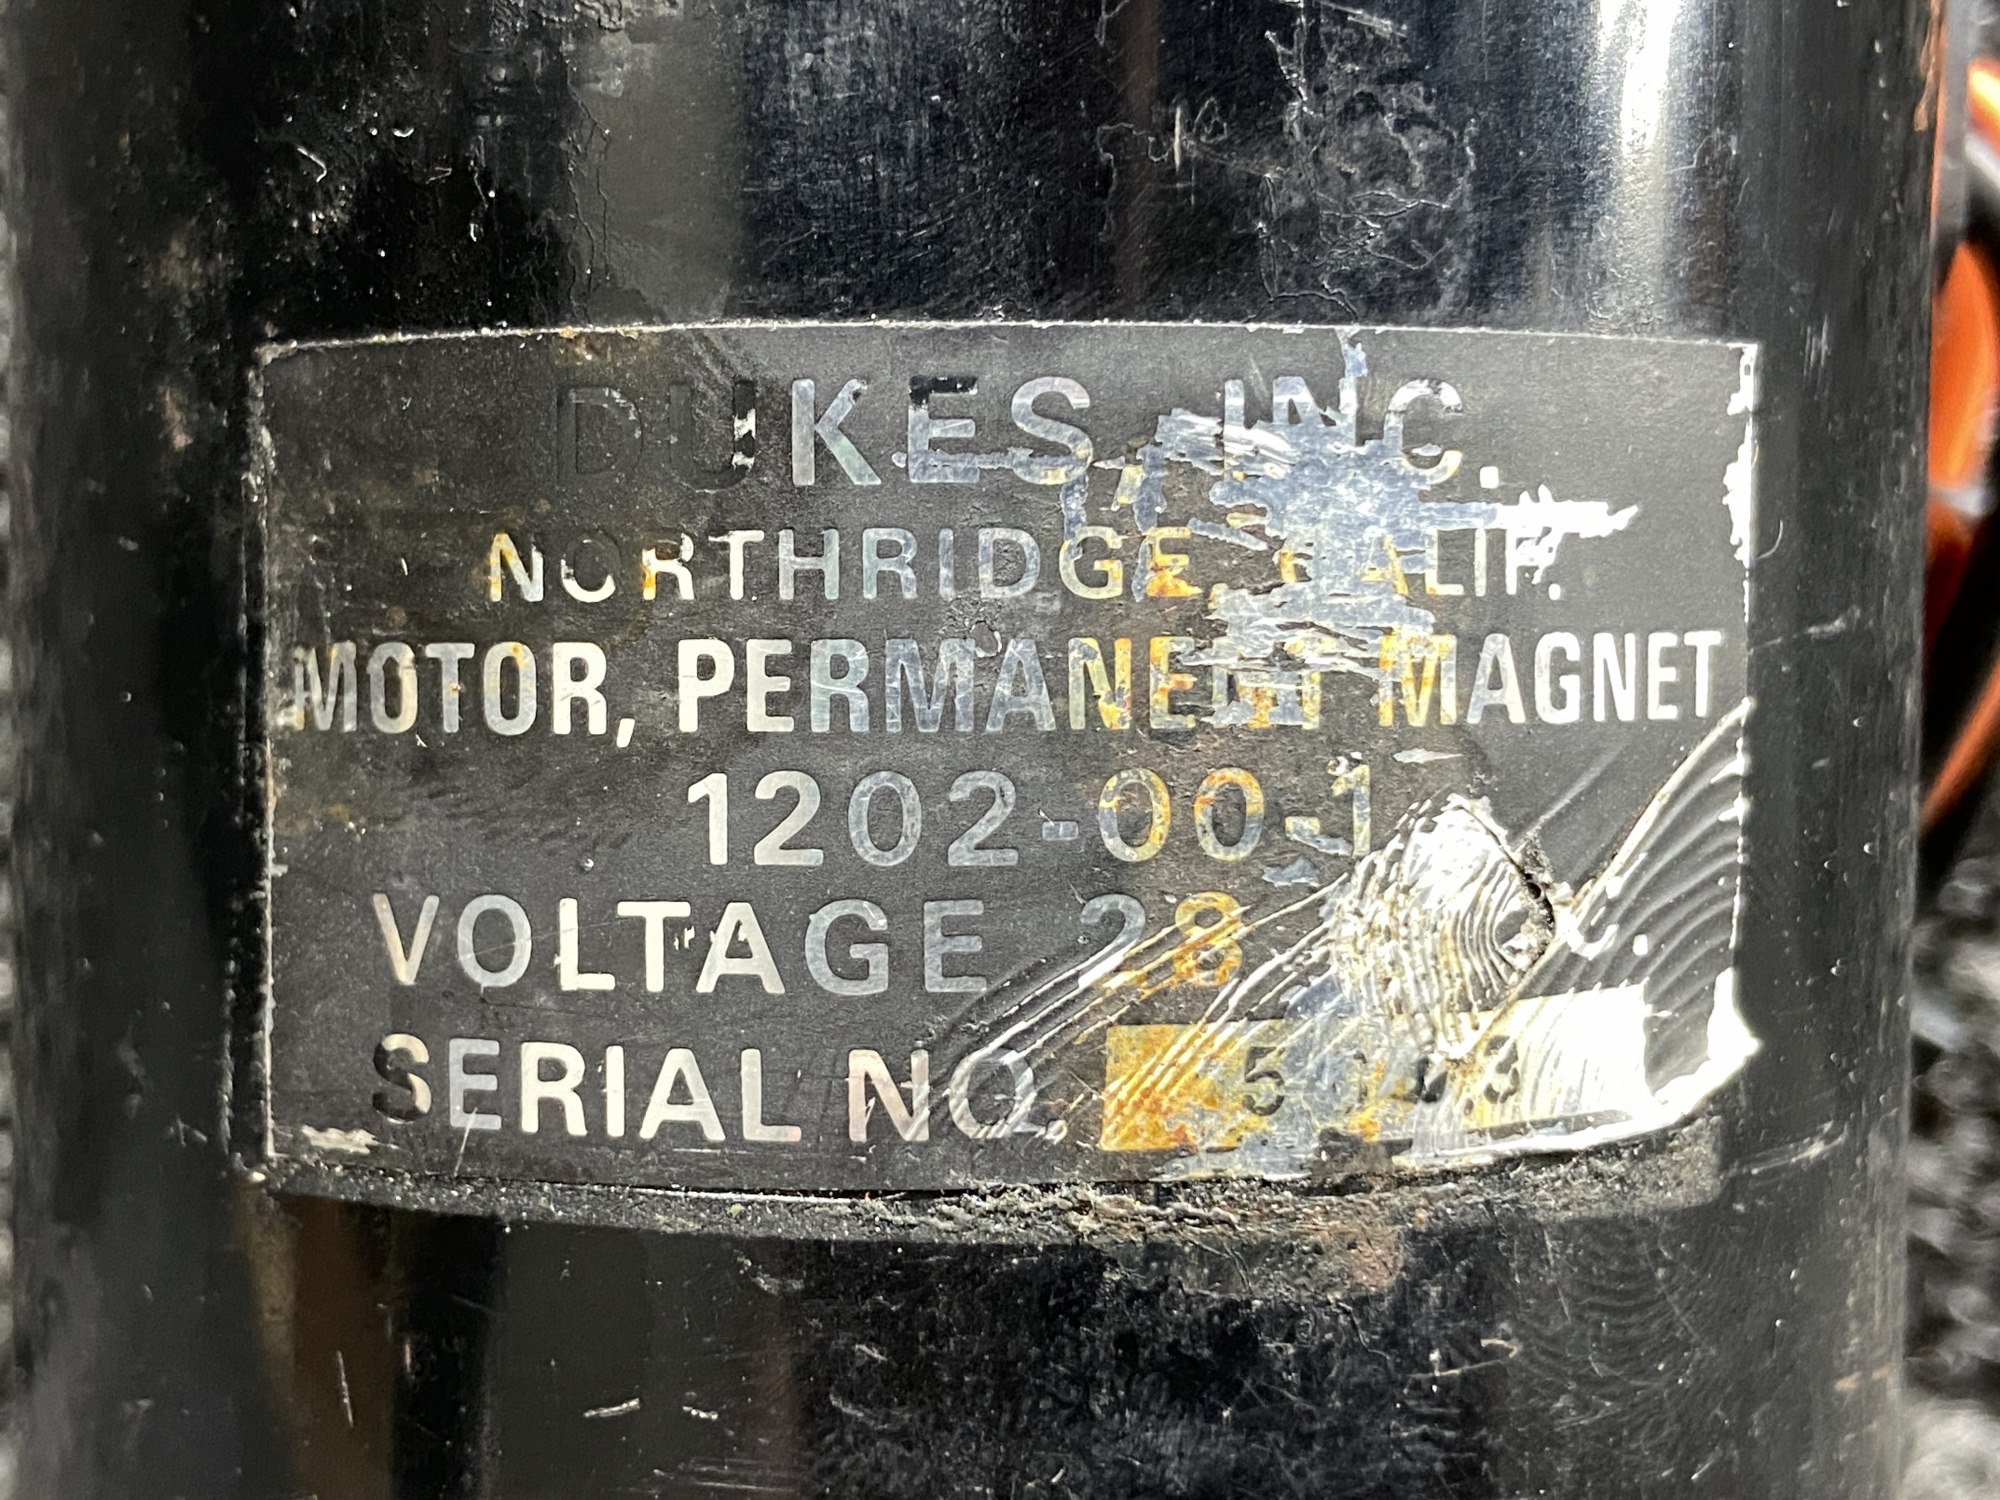 DUKES, INC.
NORTHRIDGE, CALIF.
MOTOR, PERMANENT MAGNET
1202-00-1
VOLTAGE 28
SERIAL NO.